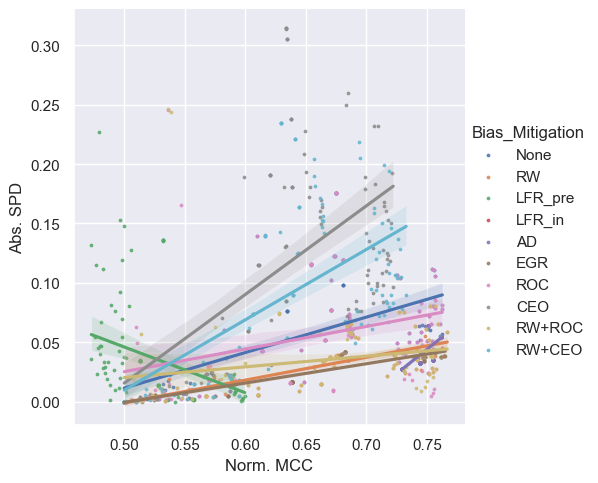 0.30
0.25
0.20
0.15
0.10
0.05
0.00
Abs. SPD
0.50 0.55 0.60 0.65 0.70 0.75
Norm. MCC
Bias_Mitigation
None
RW
LFR_pre
LFR_in
AD
EGR
ROC
CEO
RW+ROC
RW+CEO